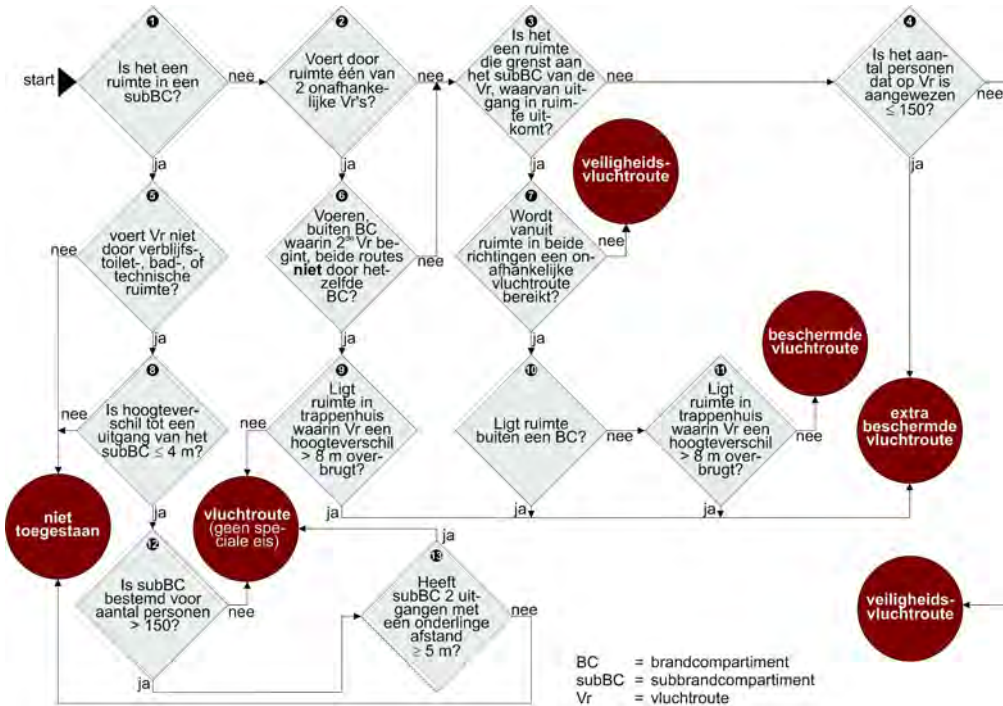 start
1
Is het een
ruimte in een
subBC?
nee
ja
2
Voert door
ruimte één van
2 onafhanke-
lijke Vr's?
nee
ja
3
Is het
een ruimte
die grenst aan
het subBC van de
Vr, waarvan uit-
gang in ruim-
te uit-
komt?
nee
ja
4
Is het aan-
tal personen
dat op Vr is
aangewezen
≤ 150?
nee
ja
5
voert Vr niet
door verblijfs-,
toilet-, bad-, of
technische
ruimte?
nee
ja
6
Voeren,
buiten BC
waarin 2de Vr be-
gint, beide routes
niet door het-
zelfde
BC?
nee
ja
7
Wordt
vanuit
ruimte in beide
richtingen een on-
afhankelijke
vluchtroute
bereikt?
nee
ja
veiligheids-
vluchtroute
8
Is hoogtever-
schil tot een
uitgang van het
subBC ≤ 4 m?
nee
ja
9
Ligt
ruimte in
trappenhuis
waarin Vr een
hoogteverschil
> 8 m over-
brugt?
nee
ja
10
Ligt ruimte
buiten een BC?
nee
ja
11
Ligt
ruimte in
trappenhuis
waarin Vr een
hoogteverschil
> 8 m over-
brugt?
nee
ja
beschermde
vluchtroute
extra
beschermde
vluchtroute
niet
toegestaan
vluchtroute
(geen spe-
ciale eis)
12
Is subBC
bestemd voor
aantal personen
> 150?
nee
ja
13
Heeft
subBC 2 uit-
gangen met
een onderlinge
afstand
≥ 5 m?
nee
ja
veiligheids-
vluchtroute
BC = brandcompartiment
subBC = subbrandcompartiment
Vr = vluchtroute